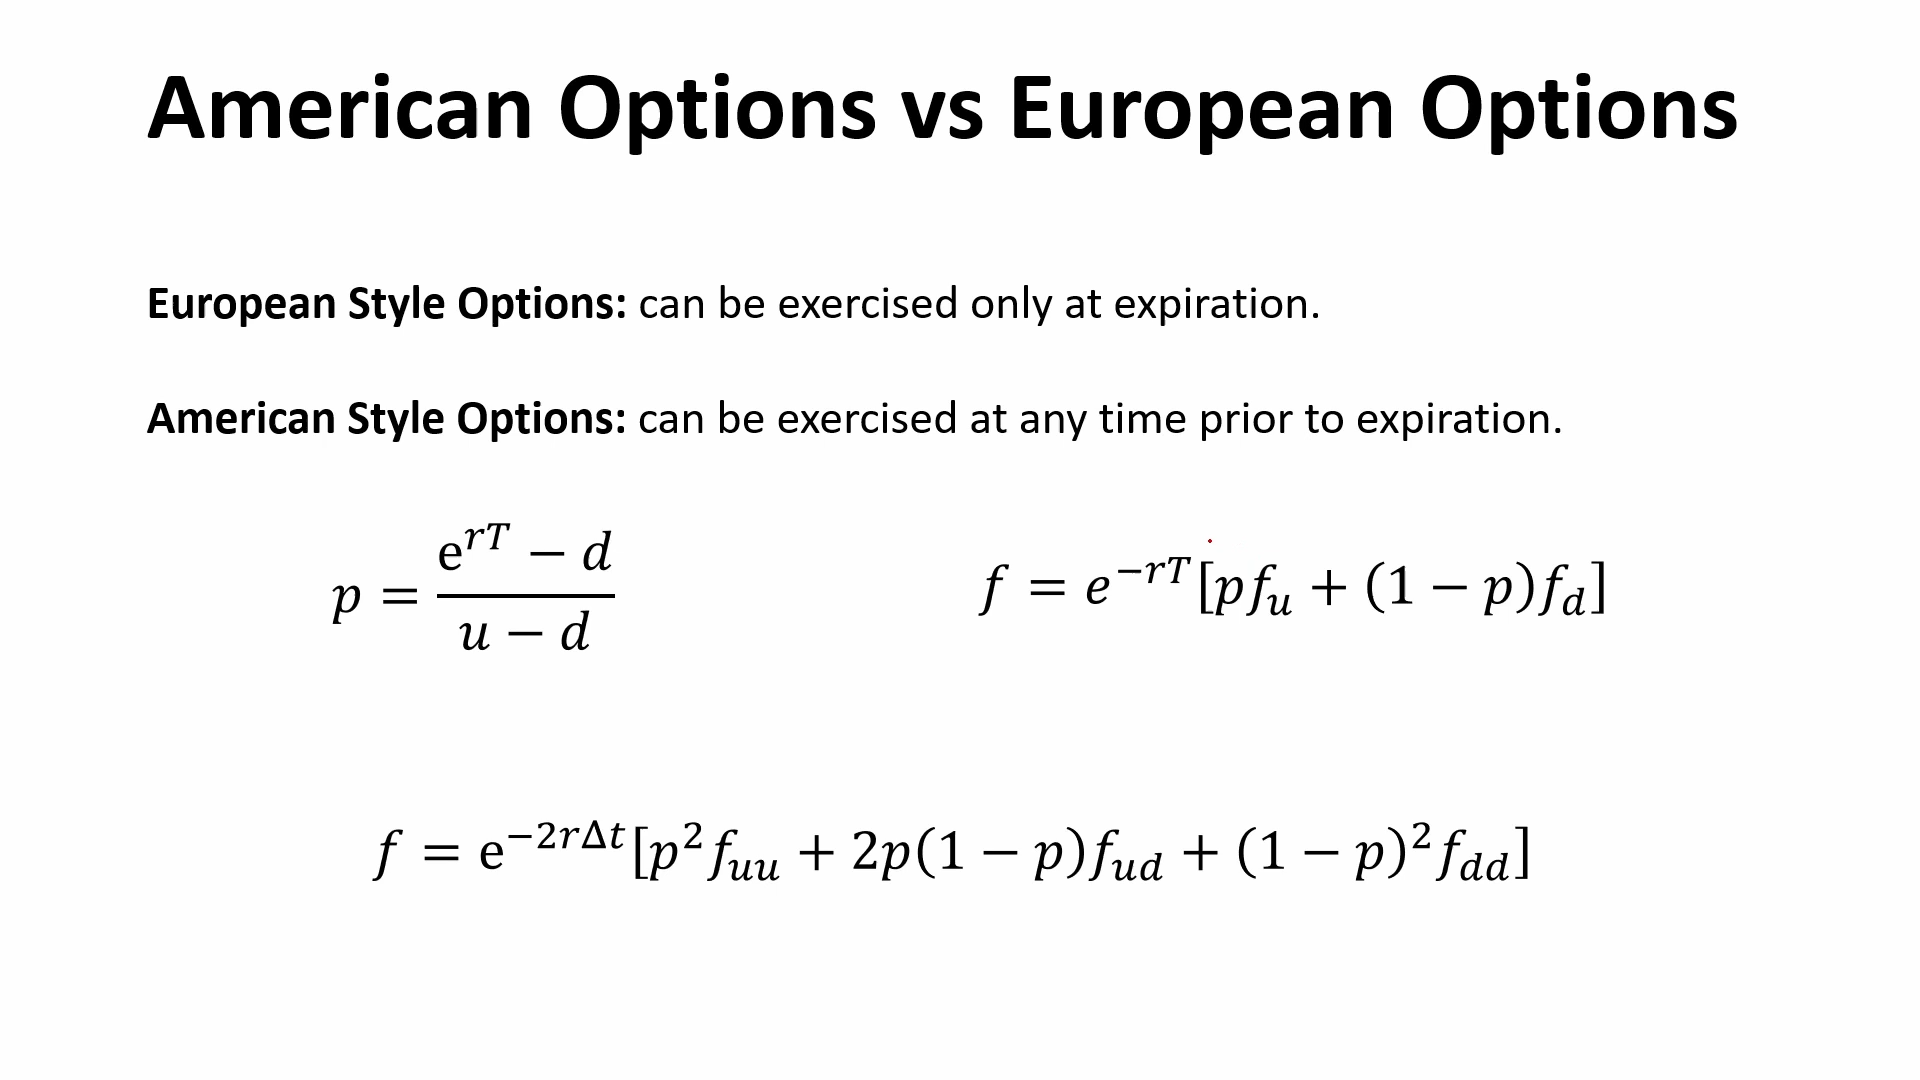 American Options vs European Options
European Style Options: can be exercised only at expiration.
American Style Options: can be exercised at any time prior to expiration.
p = \frac{e^{rT} − d}{u − d}
f = e^{−rT}[pf_u + (1 − p)f_d]
f = e^{−2rΔt}[p^2 f_{uu} + 2p(1 − p)f_{ud} + (1 − p)^2 f_{dd}]